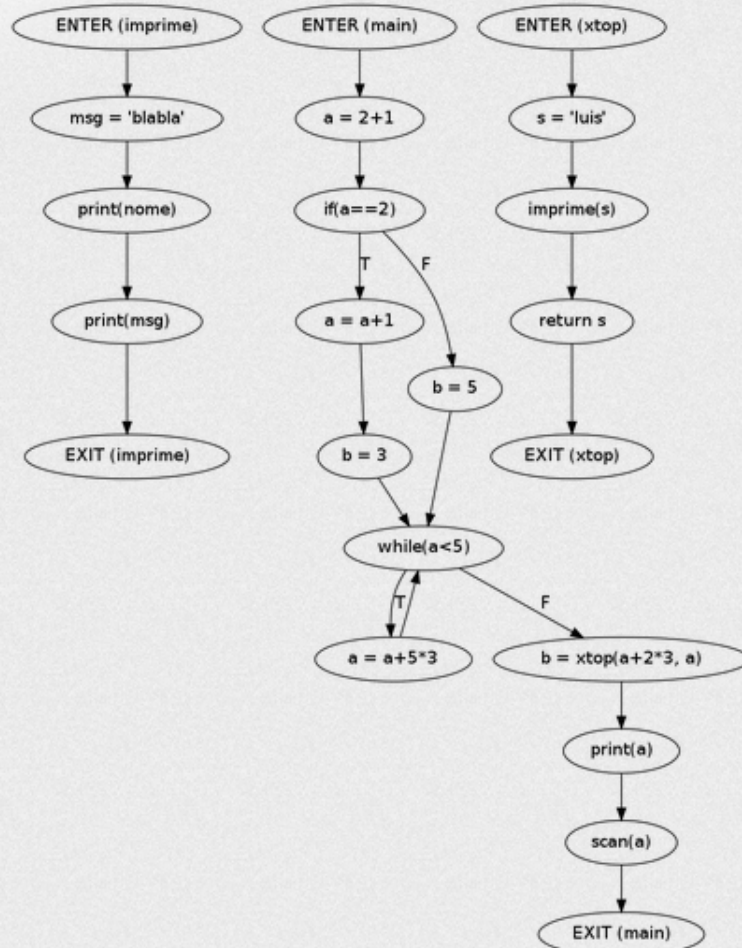 ENTER (imprime)
msg = 'blabla'
print(nome)
print(msg)
EXIT (imprime)
ENTER (main)
a = 2+1
if(a==2)
T
F
a = a+1
b = 5
b = 3
while(a<5)
T
F
a = a+5*3
b = xtop(a+2*3, a)
print(a)
scan(a)
EXIT (main)
ENTER (xtop)
s = 'luis'
imprime(s)
return s
EXIT (xtop)